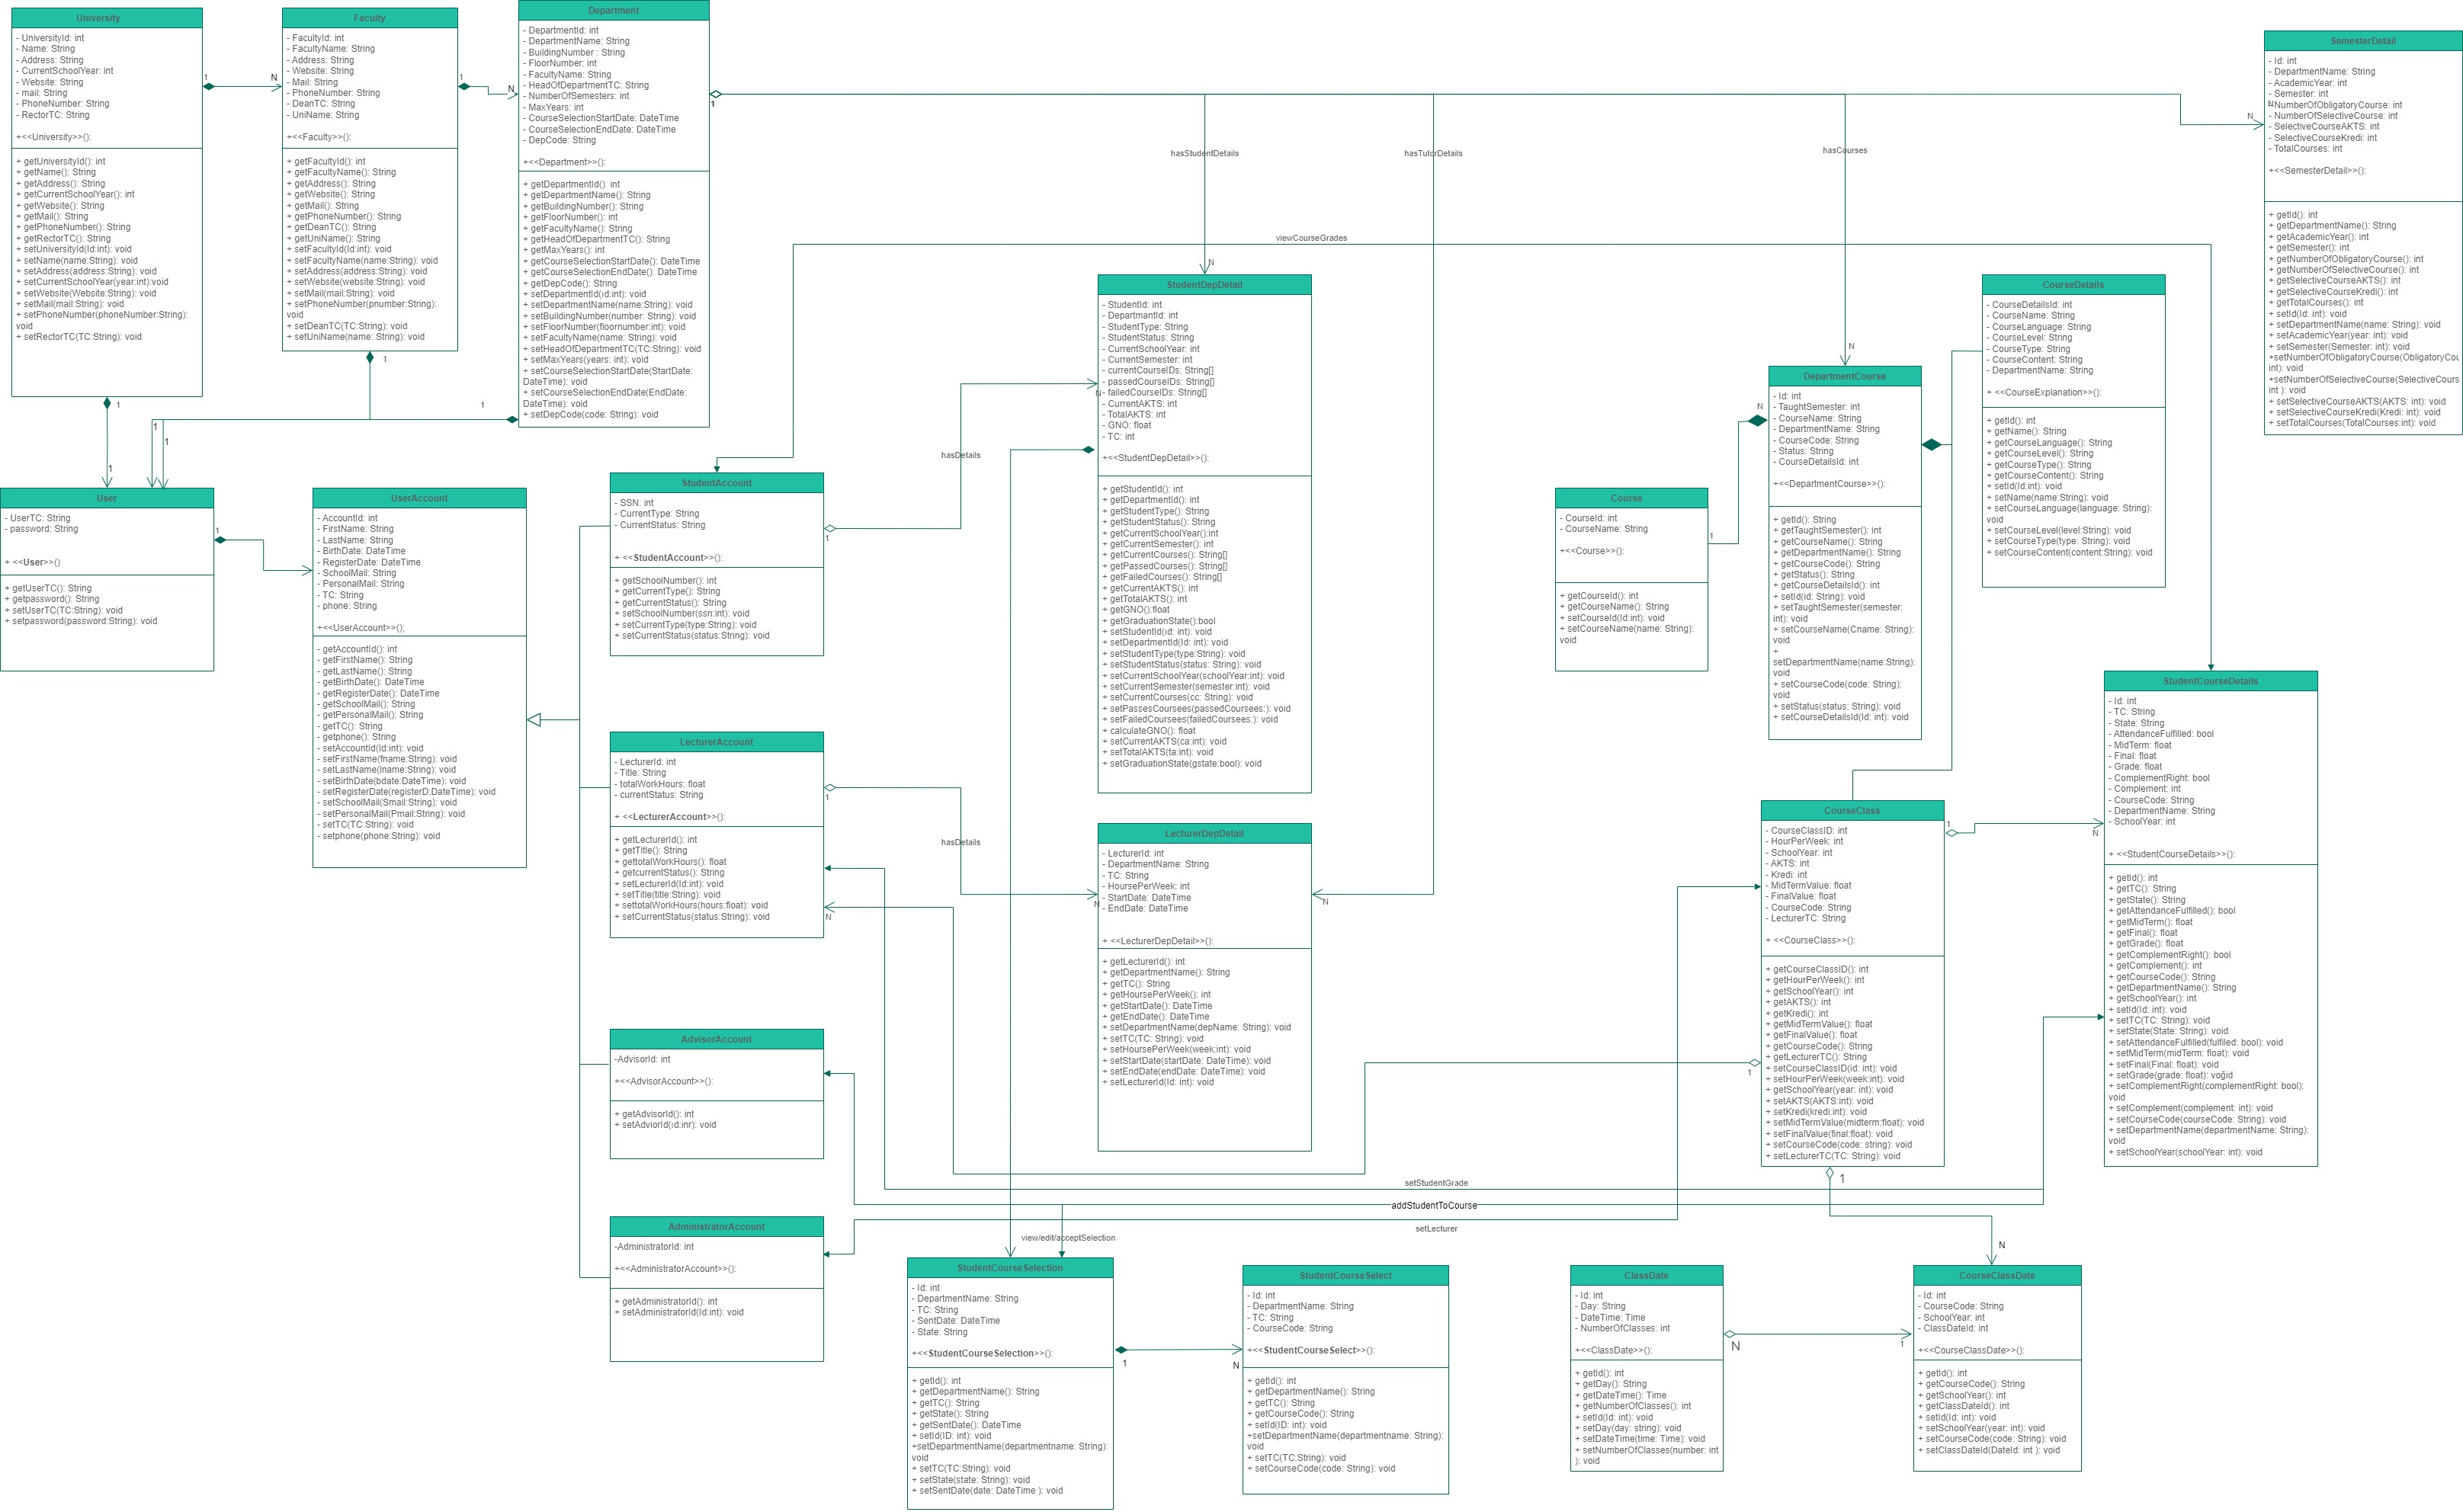 University
- UniversityId: int
- Name: String
- Address: String
- CurrentSchoolYear: int
- Website: String
- mail: String
- PhoneNumber: String
- RectorTC: String
+<<University>>():
+ getUniversityId(): int
+ getName(): String
+ getAddress(): String
+ getCurrentSchoolYear(): int
+ getWebsite(): String
+ getMail(): String
+ getPhoneNumber(): String
+ getRectorTC(): String
+ setUniversityId(Id:int): void
+ setName(name:String): void
+ setAddress(address:String): void
+ setCurrentSchoolYear(year:int):void
+ setWebsite(Website:String): void
+ setMail(mail:String): void
+ setPhoneNumber(phoneNumber:String):
void
+ setRectorTC(TC:String): void
1
N
1
1
Faculty
- FacultyId: int
- FacultyName: String
- Address: String
- Website: String
- Mail: String
- PhoneNumber: String
- DeanTC: String
- UniName: String
+<<Faculty>>():
+ getFacultyId(): int
+ getFacultyName(): String
+ getAddress(): String
+ getWebsite(): String
+ getMail(): String
+ getPhoneNumber(): String
+ getDeanTC(): String
+ getUniName(): String
+ setFacultyId(Id:int): void
+ setFacultyName(name:String): void
+ setAddress(address:String): void
+ setWebsite(website:String): void
+ setMail(mail:String): void
+ setPhoneNumber(pnumber:String):
void
+ setDeanTC(TC:String): void
+ setUniName(name: String): void
1
N
1
1
1
1
Department
- DepartmentId: int
- DepartmentName: String
- BuildingNumber : String
- FloorNumber: int
- FacultyName: String
- HeadOfDepartmentTC: String
- NumberOfSemesters: int
- MaxYears: int
- CourseSelectionStartDate: DateTime
- CourseSelectionEndDate: DateTime
- DepCode: String
+<<Department>>():
+ getDepartmentId(): int
+ getDepartmentName(): String
+ getBuildingNumber(): String
+ getFloorNumber(): int
+ getFacultyName(): String
+ getHeadOfDepartmentTC(): String
+ getMaxYears(): int
+ getCourseSelectionStartDate(): DateTime
+ getCourseSelectionEndDate(): DateTime
+ getDepCode(): String
+ setDepartmentId(ıd:int): void
+ setDepartmentName(name:String): void
+ setBuildingNumber(number: String): void
+ setFloorNumber(floornumber:int): void
+ setFacultyName(name: String): void
+ setHeadOfDepartmentTC(TC:String): void
+ setMaxYears(years: int): void
+ setCourseSelectionStartDate(StartDate:
DateTime): void
+ setCourseSelectionEndDate(EndDate:
DateTime): void
+ setDepCode(code: String): void
1
hasStudentDetails
hasTutorDetails
hasCourses
N
N
N
N
N
SemesterDetail
- Id: int
- DepartmentName: String
- AcademicYear: int
- Semester: int
- NumberOfObligatoryCourse: int
- NumberOfSelectiveCourse: int
- SelectiveCourseAKTS: int
- SelectiveCourseKredi: int
- TotalCourses: int
+<<SemesterDetail>>():
+ getId(): int
+ getDepartmentName(): String
+ getAcademicYear(): int
+ getSemester(): int
+ getNumberOfObligatoryCourse(): int
+ getNumberOfSelectiveCourse(): int
+ getSelectiveCourseAKTS(): int
+ getSelectiveCourseKredi(): int
+ getTotalCourses(): int
+ setId(Id: int): void
+ setDepartmentName(name: String): void
+ setAcademicYear(year: int): void
+ setSemester(Semester: int): void
+setNumberOfObligatoryCourse(ObligatoryCou
int): void
+setNumberOfSelectiveCourse(SelectiveCours
int ): void
+ setSelectiveCourseAKTS(AKTS: int): void
+ setSelectiveCourseKredi(Kredi: int): void
+ setTotalCourses(TotalCourses:int): void
viewCourseGrades
User
- UserTC: String
- password: String
+ <<User>>()
+ getUserTC(): String
+ getpassword(): String
+ setUserTC(TC:String): void
+ setpassword(password:String): void
1
UserAccount
- AccountId: int
- FirstName: String
- LastName: String
- BirthDate: DateTime
- RegisterDate: DateTime
- SchoolMail: String
- PersonalMail: String
- TC: String
- phone: String
+<<UserAccount>>();
- getAccountId(): int
- getFirstName(): String
- getLastName(): String
- getBirthDate(): DateTime
- getRegisterDate(): DateTime
- getSchoolMail(): String
- getPersonalMail(): String
- getTC(): String
- getphone(): String
- setAccountId(Id:int): void
- setFirstName(fname:String): void
- setLastName(lname:String): void
- setBirthDate(bdate:DateTime): void
- setRegisterDate(registerD:DateTime): void
- setSchoolMail(Smail:String): void
- setPersonalMail(Pmail:String): void
- setTC(TC:String): void
- setphone(phone:String): void
StudentAccount
- SSN: int
- CurrentType: String
- CurrentStatus: String
+ <<StudentAccount>>():
+ getSchoolNumber(): int
+ getCurrentType(): String
+ getCurrentStatus(): String
+ setSchoolNumber(ssn:int): void
+ setCurrentType(type:String): void
+ setCurrentStatus(status:String): void
1
hasDetails
N
StudentDepDetail
- StudentId: int
- DepartmantId: int
- StudentType: String
- StudentStatus: String
- CurrentSchoolYear: int
- CurrentSemester: int
- currentCourseIDs: String[]
- passedCourseIDs: String[]
- failedCourseIDs: String[]
- CurrentAKTS: int
- TotalAKTS: int
- GNO: float
- TC: int
+<<StudentDepDetail>>():
+ getStudentId(): int
+ getDepartmentId(): int
+ getStudentType(): String
+ getStudentStatus(): String
+ getCurrentSchoolYear():int
+ getCurrentSemester(): int
+ getCurrentCourses(): String[]
+ getPassedCourses(): String[]
+ getFailedCourses(): String[]
+ getCurrentAKTS(): int
+ getTotalAKTS(): int
+ getGNO():float
+ getGraduationState():bool
+ setStudentId(ıd: int): void
+ setDepartmentId(Id: int): void
+ setStudentType(type:String): void
+ setStudentStatus(status: String): void
+ setCurrentSchoolYear(schoolYear:int): void
+ setCurrentSemester(semester:int): void
+ setCurrentCourses(cc: String): void
+ setPassesCoursees(passedCoursees:): void
+ setFailedCoursees(failedCoursees:): void
+ calculateGNO(): float
+ setCurrentAKTS(ca:int): void
+ setTotalAKTS(ta:int): void
+ setGraduationState(gstate:bool): void
Course
- CourseId: int
- CourseName: String
+<<Course>>():
+ getCourseId(): int
+ getCourseName(): String
+ setCourseId(Id:int): void
+ setCourseName(name: String):
void
1
N
DepartmentCourse
- Id: int
- TaughtSemester: int
- CourseName: String
- DepartmentName: String
- CourseCode: String
- Status: String
- CourseDetailsId: int
+<<DepartmentCourse>>():
+ getId(): String
+ getTaughtSemester(): int
+ getCourseName(): String
+ getDepartmentName(): String
+ getCourseCode(): String
+ getStatus(): String
+ getCourseDetailsId(): int
+ setId(id: String): void
+ setTaughtSemester(semester:
int): void
+ setCourseName(Cname: String):
void
+
setDepartmentName(name:String):
void
+ setCourseCode(code: String):
void
+ setStatus(status: String): void
+ setCourseDetailsId(Id: int): void
CourseDetails
- CourseDetailsId: int
- CourseName: String
- CourseLanguage: String
- CourseLevel: String
- CourseType: String
- CourseContent: String
- DepartmentName: String
+ <<CourseExplanation>>():
+ getId(): int
+ getName(): String
+ getCourseLanguage(): String
+ getCourseLevel(): String
+ getCourseType(): String
+ getCourseContent(): String
+ setId(Id:int): void
+ setName(name:String): void
+ setCourseLanguage(language: String):
void
+ setCourseLevel(level:String): void
+ setCourseType(type: String): void
+ setCourseContent(content:String): void
LecturerAccount
- LecturerId: int
- Title: String
- totalWorkHours: float
- currentStatus: String
+ <<LecturerAccount>>():
+ getLecturerId(): int
+ getTitle(): String
+ gettotalWorkHours(): float
+ getcurrentStatus(): String
+ setLecturerId(Id:int): void
+ setTitle(title:String): void
+ settotalWorkHours(hours:float): void
+ setCurrentStatus(status:String): void
1
hasDetails
N
N
LecturerDepDetail
- LecturerId: int
- DepartmentName: String
- TC: String
- HoursePerWeek: int
- StartDate: DateTime
- EndDate: DateTime
+ <<LecturerDepDetail>>():
+ getLecturerId(): int
+ getDepartmentName(): String
+ getTC(): String
+ getHoursePerWeek(): int
+ getStartDate(): DateTime
+ getEndDate(): DateTime
+ setDepartmentName(depName: String): void
+ setTC(TC: String): void
+ setHoursePerWeek(week:int): void
+ setStartDate(startDate: DateTime): void
+ setEndDate(endDate: DateTime): void
+ setLecturerId(Id: int): void
N
CourseClass
- CourseClassID: int
- HourPerWeek: int
- SchoolYear: int
- AKTS: int
- Kredi: int
- MidTermValue: float
- FinalValue: float
- CourseCode: String
- LecturerTC: String
+ <<CourseClass>>():
+ getCourseClassID(): int
+ getHourPerWeek(): int
+ getSchoolYear(): int
+ getAKTS(): int
+ getKredi(): int
+ getMidTermValue(): float
+ getFinalValue(): float
+ getCourseCode(): String
+ getLecturerTC(): String
+ setCourseClassID(id: int): void
+ setHourPerWeek(week:int): void
+ getSchoolYear(year: int): void
+ setAKTS(AKTS:int): void
+ setKredi(kredi:int): void
+ setMidTermValue(midterm:float): void
+ setFinalValue(final:float): void
+ setCourseCode(code: string): void
+ setLecturerTC(TC: String): void
1
1
N
1
N
StudentCourseDetails
- Id: int
- TC: String
- State: String
- AttendanceFulfilled: bool
- MidTerm: float
- Final: float
- Grade: float
- ComplementRight: bool
- Complement: int
- CourseCode: String
- DepartmentName: String
- SchoolYear: int
+ <<StudentCourseDetails>>():
+ getId(): int
+ getTC(): String
+ getState(): String
+ getAttendanceFulfilled(): bool
+ getMidTerm(): float
+ getFinal(): float
+ getGrade(): float
+ getComplementRight(): bool
+ getComplement(): int
+ getCourseCode(): String
+ getDepartmentName(): String
+ getSchoolYear(): int
+ setId(Id: int): void
+ setTC(TC: String): void
+ setState(State: String): void
+ setAttendanceFulfilled(fulfiled: bool): void
+ setMidTerm(midTerm: float): void
+ setFinal(Final: float): void
+ setGrade(grade: float): voğid
+ setComplementRight(complementRight: bool):
void
+ setComplement(complement: int): void
+ setCourseCode(courseCode: String): void
+ setDepartmentName(departmentName: String):
void
+ setSchoolYear(schoolYear: int): void
AdvisorAccount
-AdvisorId: int
+<<AdvisorAccount>>():
+ getAdvisorId(): int
+ setAdviorId(ıd:inr): void
setStudentGrade
addStudentToCourse
setLecturer
view/edit/acceptSelection
AdministratorAccount
-AdministratorId: int
+<<AdministratorAccount>>():
+ getAdministratorId(): int
+ setAdministratorId(Id:int): void
StudentCourseSelection
- Id: int
- DepartmentName: String
- TC: String
- SentDate: DateTime
- State: String
+<<StudentCourseSelection>>():
+ getId(): int
+ getDepartmentName(): String
+ getTC(): String
+ getState(): String
+ getSentDate(): DateTime
+ setId(ID: int): void
+setDepartmentName(departmentname: String):
void
+ setTC(TC:String): void
+ setState(state: String): void
+ setSentDate(date: DateTime ): void
1
N
StudentCourseSelect
- Id: int
- DepartmentName: String
- TC: String
- CourseCode: String
+<<StudentCourseSelect>>():
+ getId(): int
+ getDepartmentName(): String
+ getTC(): String
+ getCourseCode(): String
+ setId(ID: int): void
+setDepartmentName(departmentname: String):
void
+ setTC(TC:String): void
+ setCourseCode(code: String): void
ClassDate
- Id: int
- Day: String
- DateTime: Time
- NumberOfClasses: int
+<<ClassDate>>():
+ getId(): int
+ getDay(): String
+ getDateTime(): Time
+ getNumberOfClasses(): int
+ setId(Id: int): void
+ setDay(day: string): void
+ setDateTime(time: Time): void
+ setNumberOfClasses(number: int
): void
N
1
CourseClassDate
- Id: int
- CourseCode: String
- SchoolYear: int
- ClassDateId: int
+<<CourseClassDate>>():
+ getId(): int
+ getCourseCode(): String
+ getSchoolYear(): int
+ getClassDateId(): int
+ setId(Id: int): void
+ setSchoolYear(year: int): void
+ setCourseCode(code: String): void
+ setClassDateId(DateId: int ): void